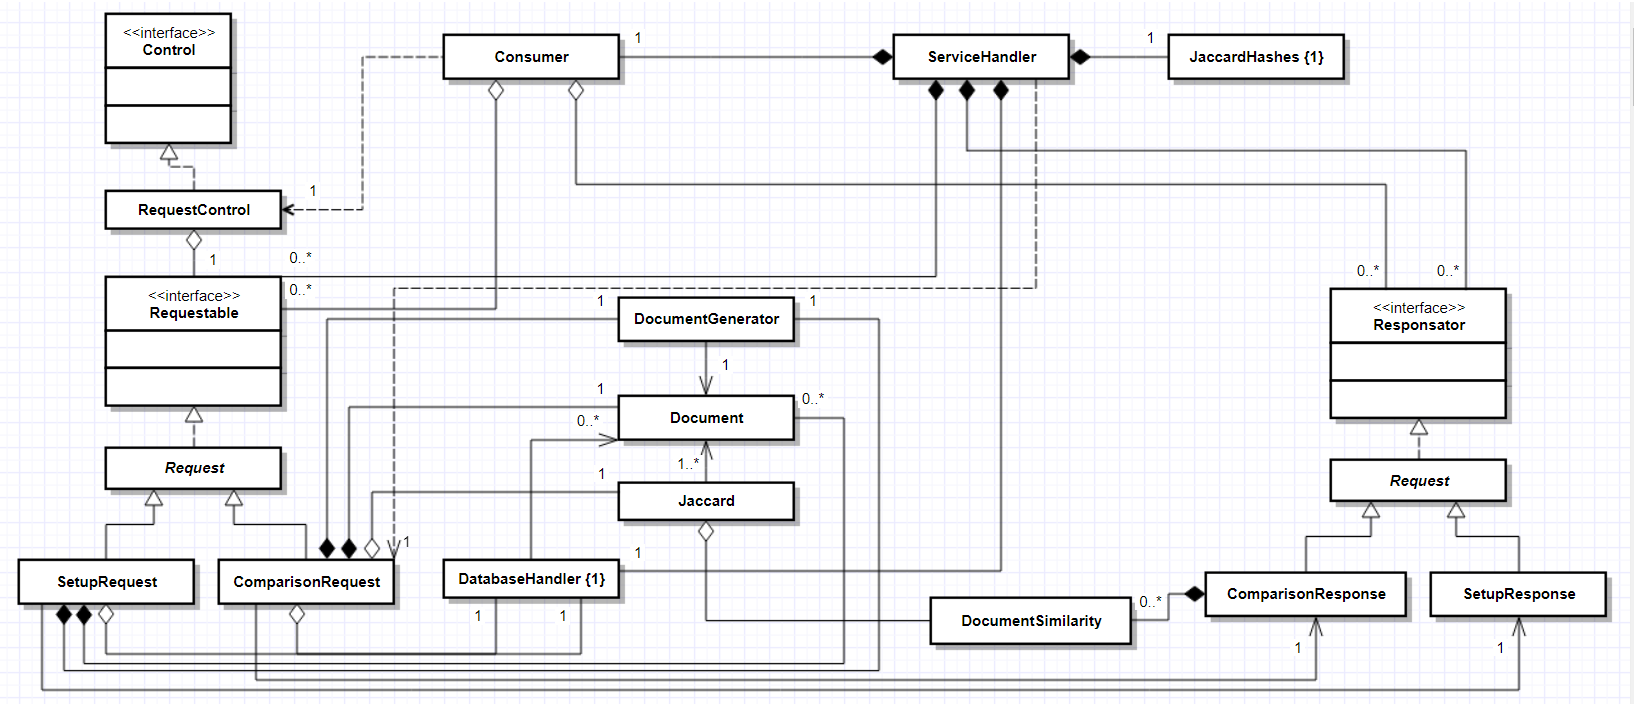 <<interface>>
Control
Consumer
1
ServiceHandler
1
JaccardHashes {1}
RequestControl
1
1
0..*
<<interface>>
Requestable
0..*
1
DocumentGenerator
1
0..*
0..*
<<interface>>
Responsator
1
1
Document
0..*
0..*
1..*
Request
1
Jaccard
Request
1
1
SetupRequest
ComparisonRequest
DatabaseHandler {1}
1
1
DocumentSimilarity
0..*
ComparisonResponse
SetupResponse
1
1